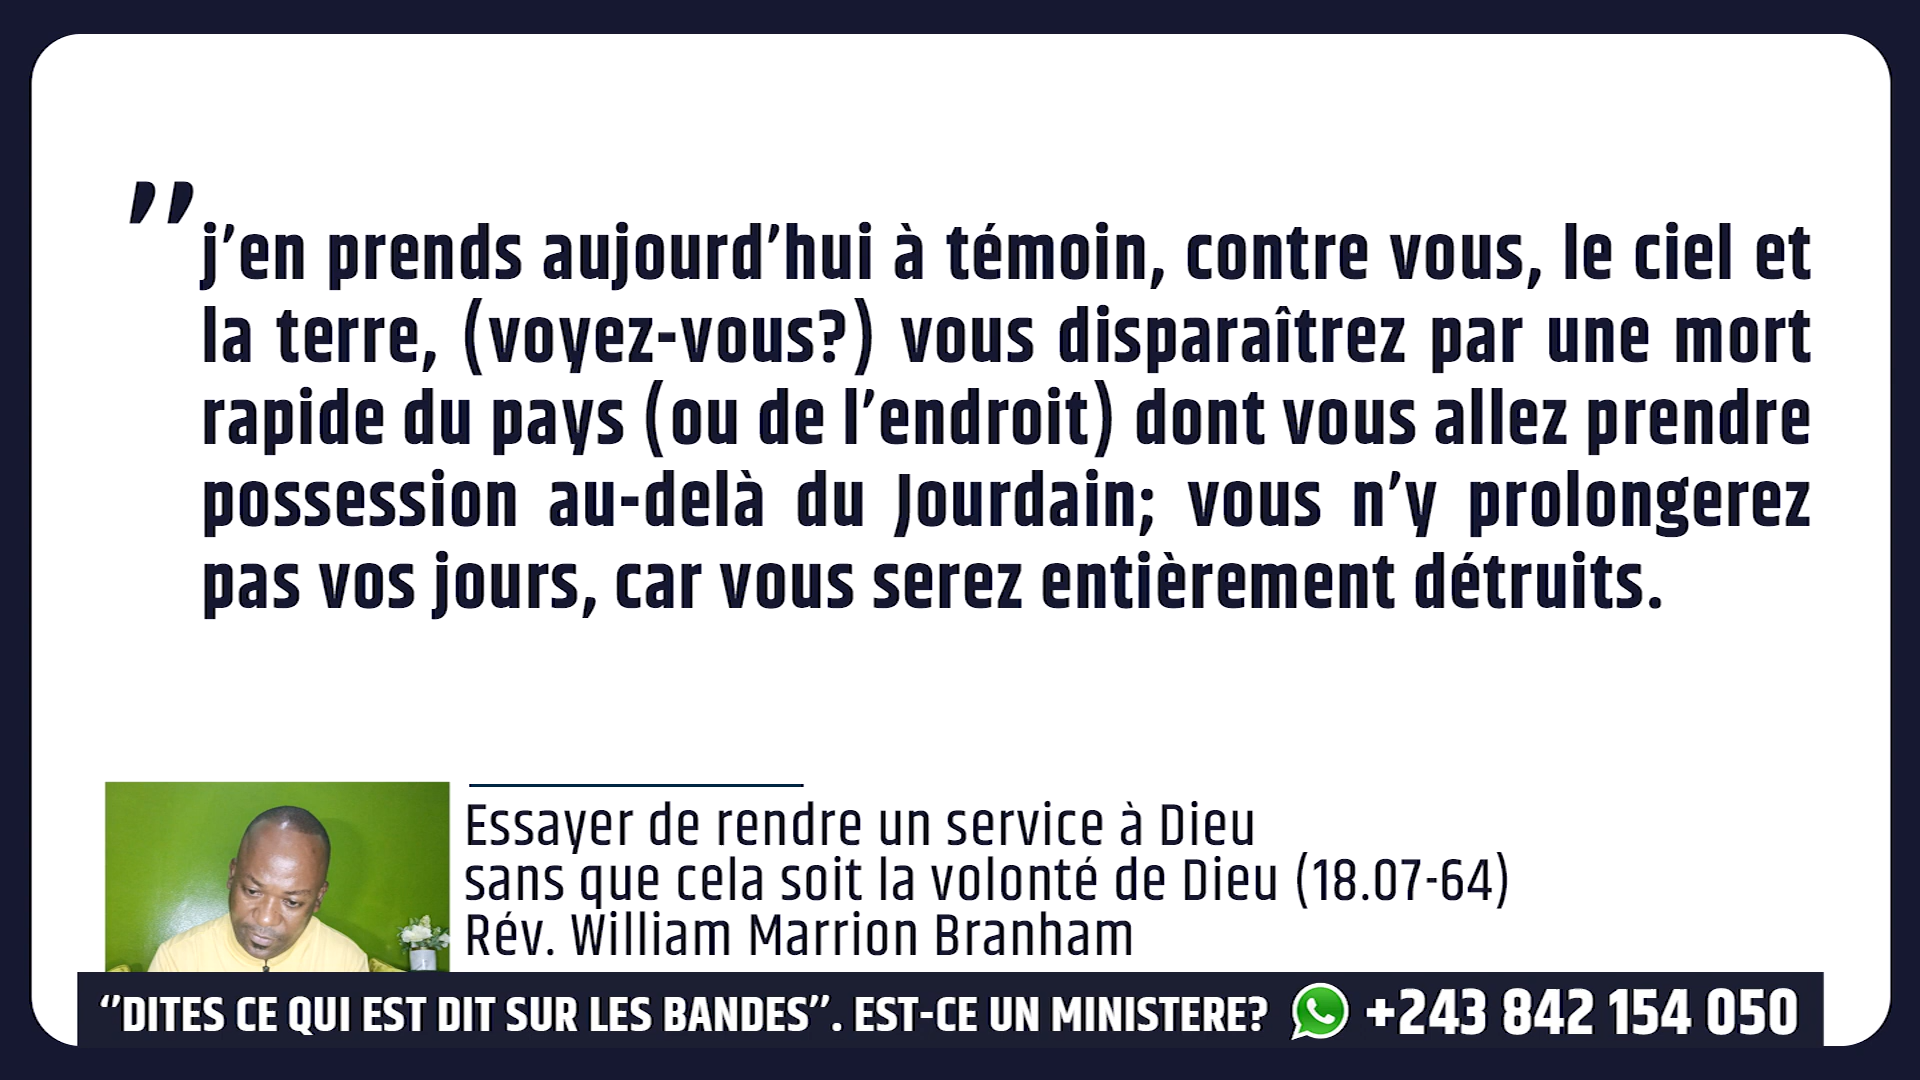 ’’
j’en prends aujourd’hui à témoin, contre vous, le ciel et
la terre, (voyez-vous?) vous disparaîtrez par une mort
rapide du pays (ou de l’endroit) dont vous allez prendre
possession au-delà du Jourdain; vous n’y prolongerez
pas vos jours, car vous serez entièrement détruits.
Essayer de rendre un service à Dieu
sans que cela soit la volonté de Dieu (18.07-64)
Rév. William Marrion Branham
‘’DITES CE QUI EST DIT SUR LES BANDES’’. EST-CE UN MINISTERE? +243 842 154 050